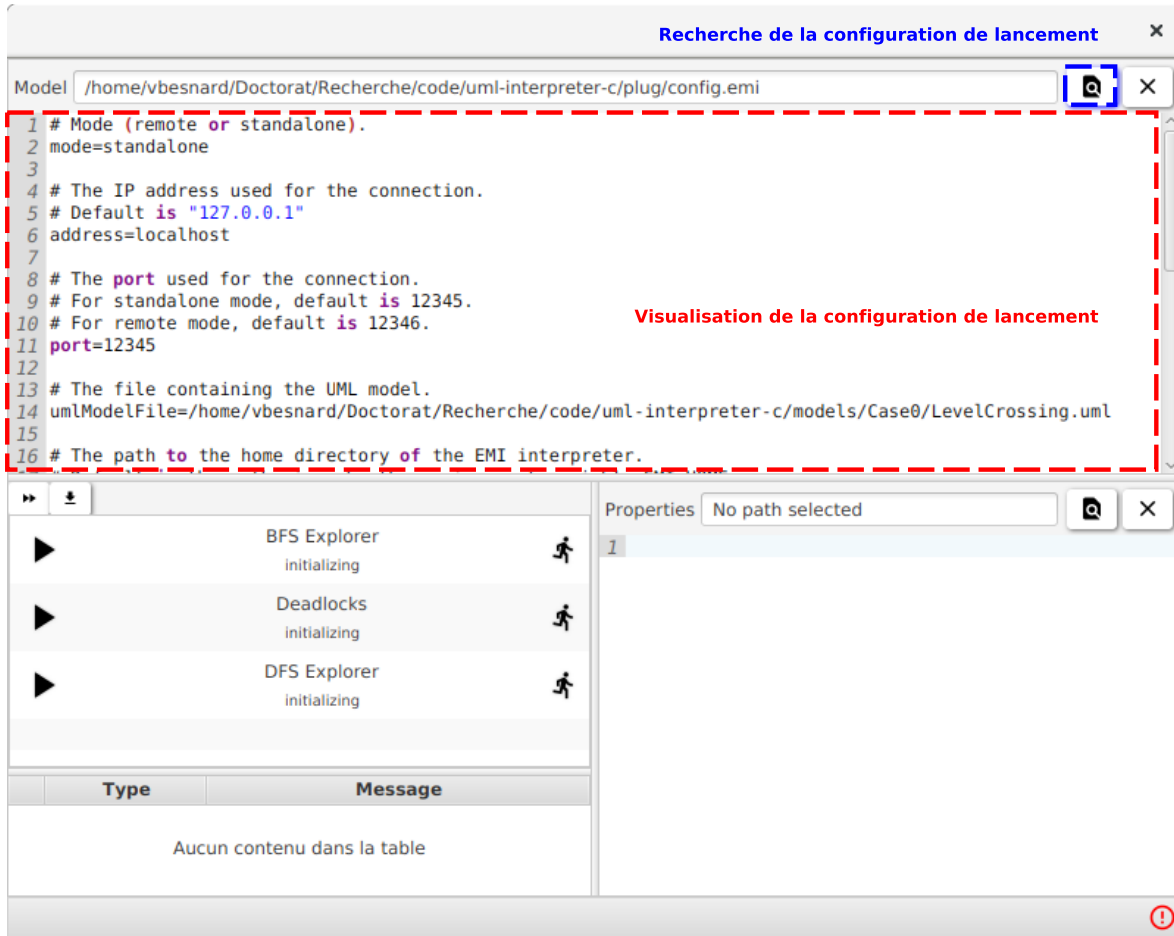 Recherche de la configuration de lancement
Model /home/vbesnard/Doctorat/Recherche/code/uml-interpreter-c/plug/config.emi
1 # Mode (remote or standalone).
2 mode=standalone
3
4 # The IP address used for the connection.
5 # Default is "127.0.0.1"
6 address=localhost
7
8 # The port used for the connection.
9 # For standalone mode, default is 12345.
10 # For remote mode, default is 12346.
Visualisation de la configuration de lancement
11 port=12345
12
13 # The file containing the UML model.
14 umlModelFile=/home/vbesnard/Doctorat/Recherche/code/uml-interpreter-c/models/Case0/LevelCrossing.uml
15
16 # The path to the home directory of the EMI interpreter.
BFS Explorer
initializing
Deadlocks
initializing
DFS Explorer
initializing
Type Message
Aucun contenu dans la table
Properties No path selected
1